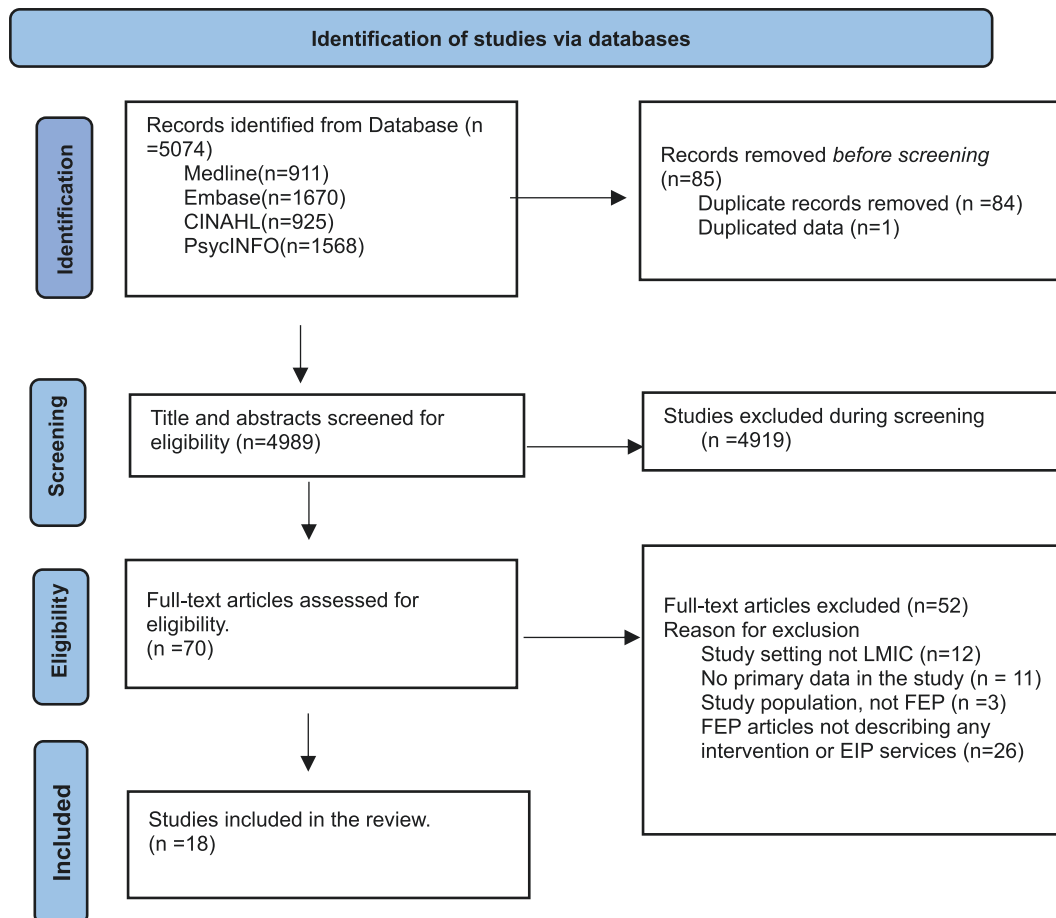 Identification of studies via databases
Identification
Records identified from Database (n
=5074)
Medline(n=911)
Embase(n=1670)
CINAHL(n=925)
PsycINFO(n=1568)
Records removed before screening
(n=85)
Duplicate records removed (n =84)
Duplicated data (n=1)
Screening
Title and abstracts screened for
eligibility (n=4989)
Studies excluded during screening
(n =4919)
Eligibility
Full-text articles assessed for
eligibility.
(n =70)
Full-text articles excluded (n=52)
Reason for exclusion
Study setting not LMIC (n=12)
No primary data in the study (n = 11)
Study population, not FEP (n =3)
FEP articles not describing any
intervention or EIP services (n=26)
Included
Studies included in the review.
(n =18)